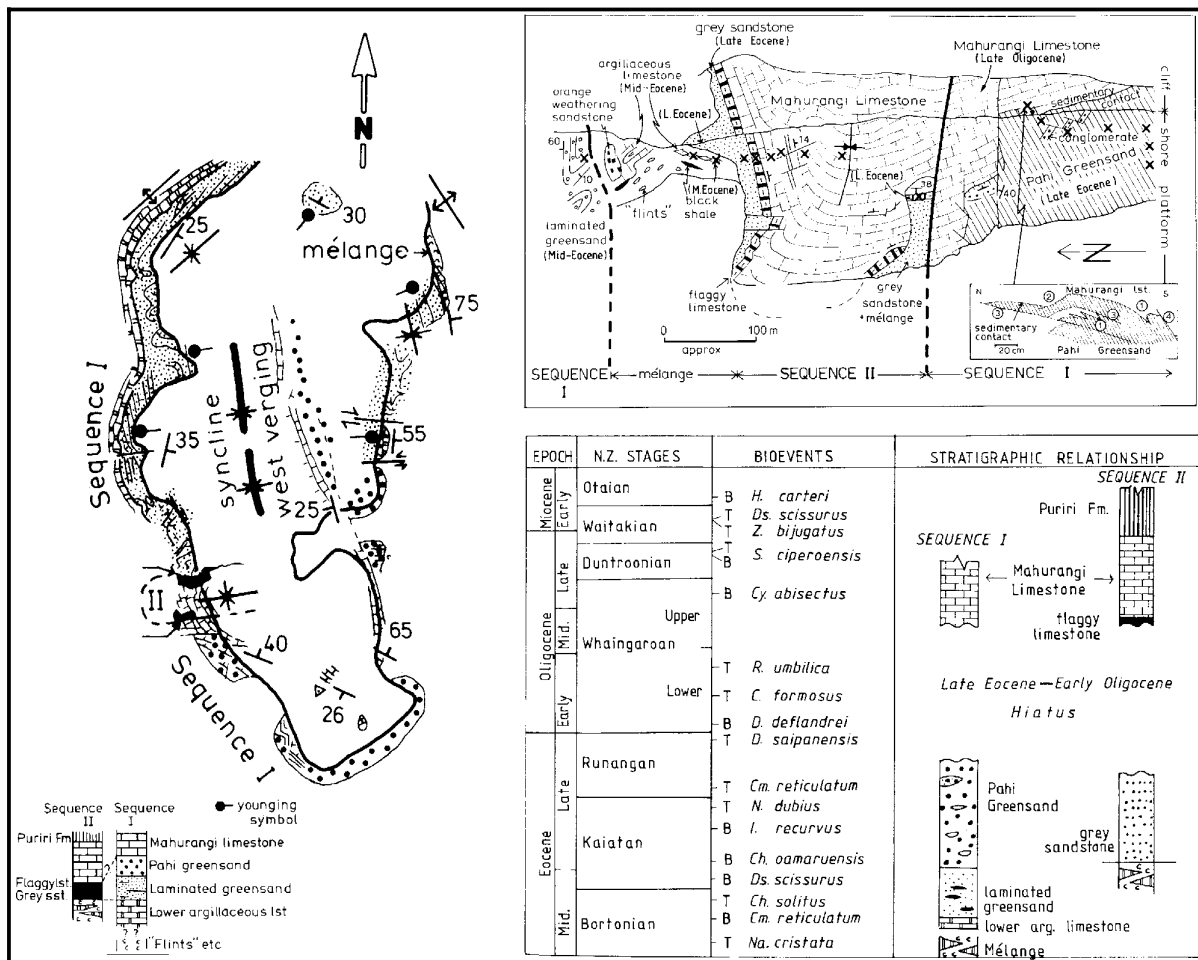 N
30
25
mélange
75
Sequence I
syncline
west verging
35
55
25
II
40
65
Sequence I
26
Sequence II
Sequence I
younging symbol
Puriri Fm
Mahurangi limestone
Pahi greensand
Flaggy lst.
Grey sst.
Laminated greensand
Lower argillaceous lst
? ?
"Flints" etc
grey sandstone
(Late Eocene)
Mahurangi Limestone
(Late Oligocene)
argillaceous
limestone
(Mid-Eocene)
orange
weathering
sandstone
(L. Eocene)
Mahurangi Limestone
sedimentary
contact
conglomerate
cliff
shore
platform
60
10
14
(M.Eocene)
"flints"
black
shale
(L. Eocene)
38
40
Pahi Greensand
(Late Eocene)
laminated
greensand
(Mid-Eocene)
N
flaggy
limestone
grey
sandstone
+ mélange
0 100m
approx
N Mahurangi lst. S
② ①
③ ③ ④
①
sedimentary
contact
20cm
Pahi Greensand
SEQUENCE I
mélange
SEQUENCE II
SEQUENCE I
EPOCH N.Z. STAGES BIOEVENTS STRATIGRAPHIC RELATIONSHIP
Miocene
Early
Otaian
B H. carteri
Waitakian
T Ds. scissurus
T Z. bijugatus
Oligocene
Late
Duntroonian
T
B S. ciperoensis
B Cy. abisectus
Mid.
Whaingaroan
Upper
Early
Lower
T R. umbilica
T C. formosus
B D. deflandrei
Eocene
Late
T D. saipanensis
Runangan
T Cm. reticulatum
Kaiatan
T N. dubius
B I. recurvus
B Ch. oamaruensis
B Ds. scissurus
Mid.
Bortonian
T Ch. solitus
B Cm. reticulatum
T Na. cristata
SEQUENCE II
Puriri Fm.
SEQUENCE I
Mahurangi
Limestone
flaggy
limestone
Late Eocene—Early Oligocene
Hiatus
Pahi
Greensand
grey
sandstone
laminated
greensand
lower arg. limestone
Mélange